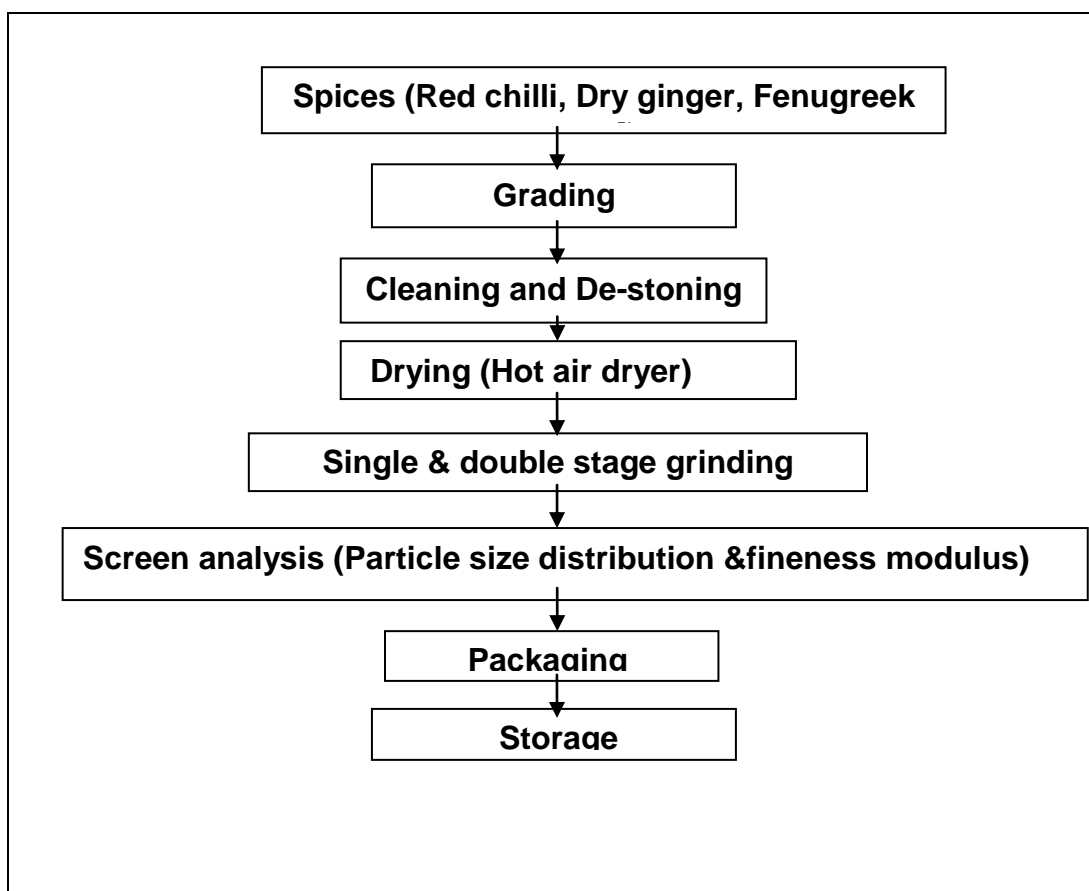 Spices (Red chilli, Dry ginger, Fenugreek
Grading
Cleaning and De-stoning
Drying (Hot air dryer)
Single & double stage grinding
Screen analysis (Particle size distribution &fineness modulus)
Packaging
Storage